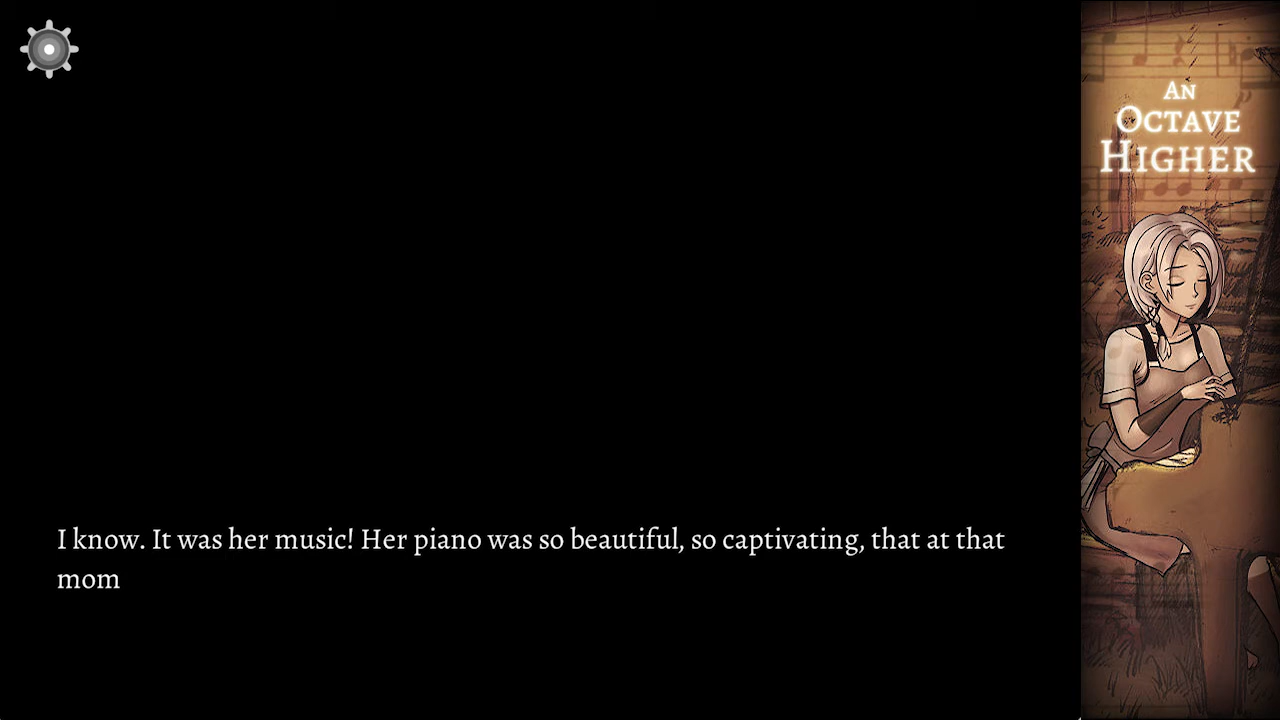 An
Octave
Higher
I know. It was her music! Her piano was so beautiful, so captivating, that at that
mom